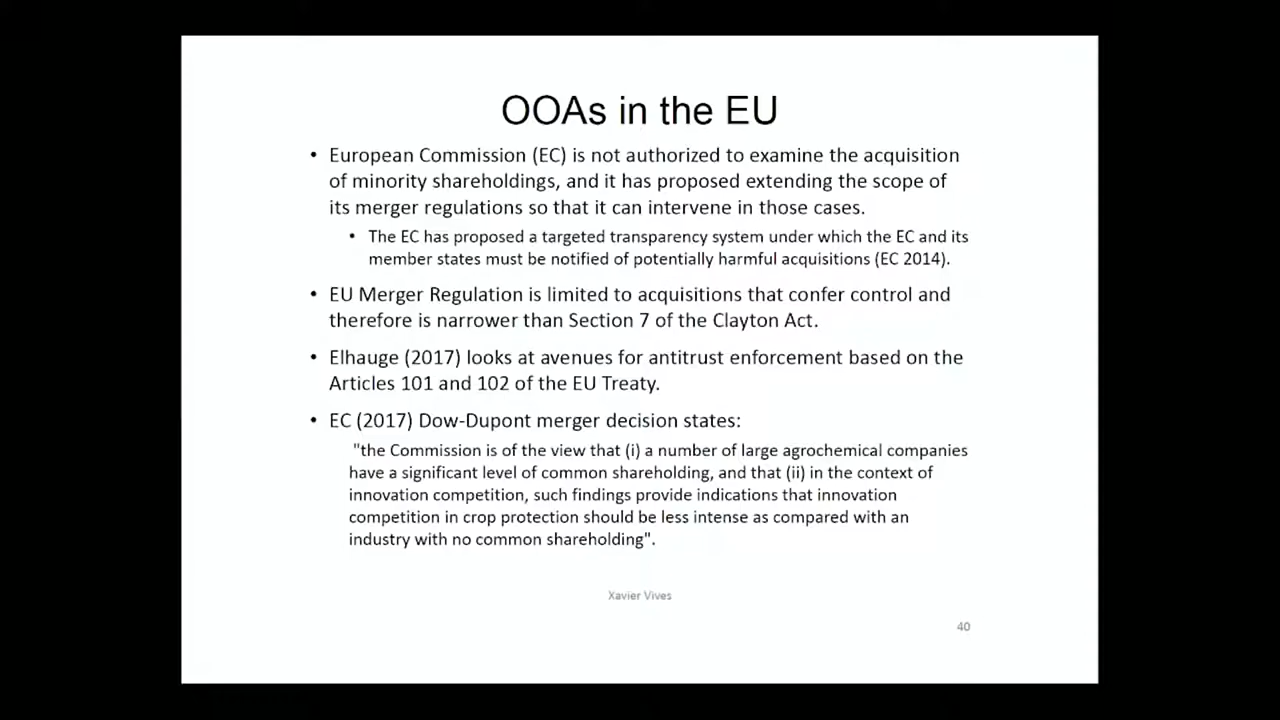 OOAs in the EU
• European Commission (EC) is not authorized to examine the acquisition
of minority shareholdings, and it has proposed extending the scope of
its merger regulations so that it can intervene in those cases.
• The EC has proposed a targeted transparency system under which the EC and its
member states must be notified of potentially harmful acquisitions (EC 2014).
• EU Merger Regulation is limited to acquisitions that confer control and
therefore is narrower than Section 7 of the Clayton Act.
• Elhauge (2017) looks at avenues for antitrust enforcement based on the
Articles 101 and 102 of the EU Treaty.
• EC (2017) Dow-Dupont merger decision states:
"the Commission is of the view that (i) a number of large agrochemical companies
have a significant level of common shareholding, and that (ii) in the context of
innovation competition, such findings provide indications that innovation
competition in crop protection should be less intense as compared with an
industry with no common shareholding".
Xavier Vives
40